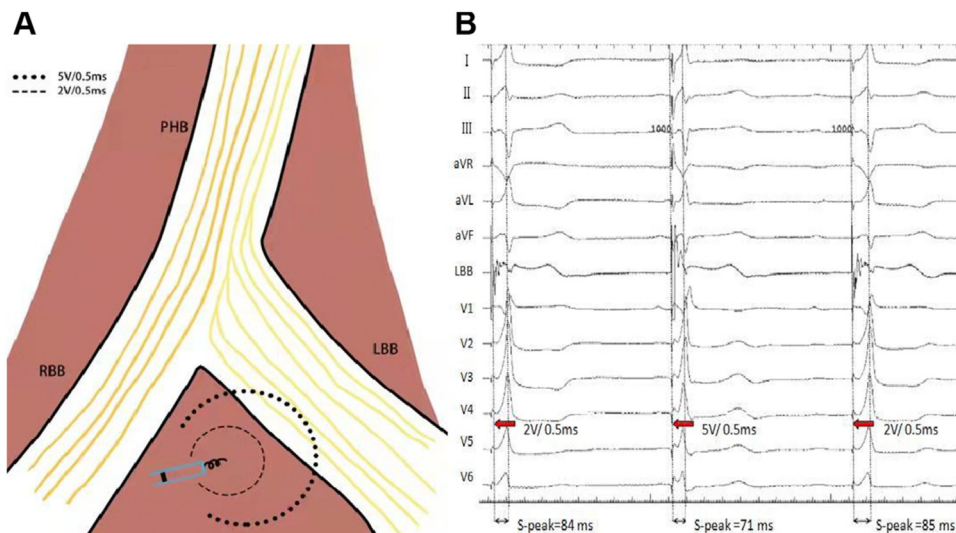 A
5V/0.5ms
2V/0.5ms
PHB
RBB
LBB
B
I
II
III
1000
1000
aVR
aVL
aVF
LBB
V1
V2
V3
V4
2V/ 0.5ms
5V/ 0.5ms
2V/ 0.5ms
V5
V6
S-peak=84 ms
S-peak =71 ms
S-peak =85 ms